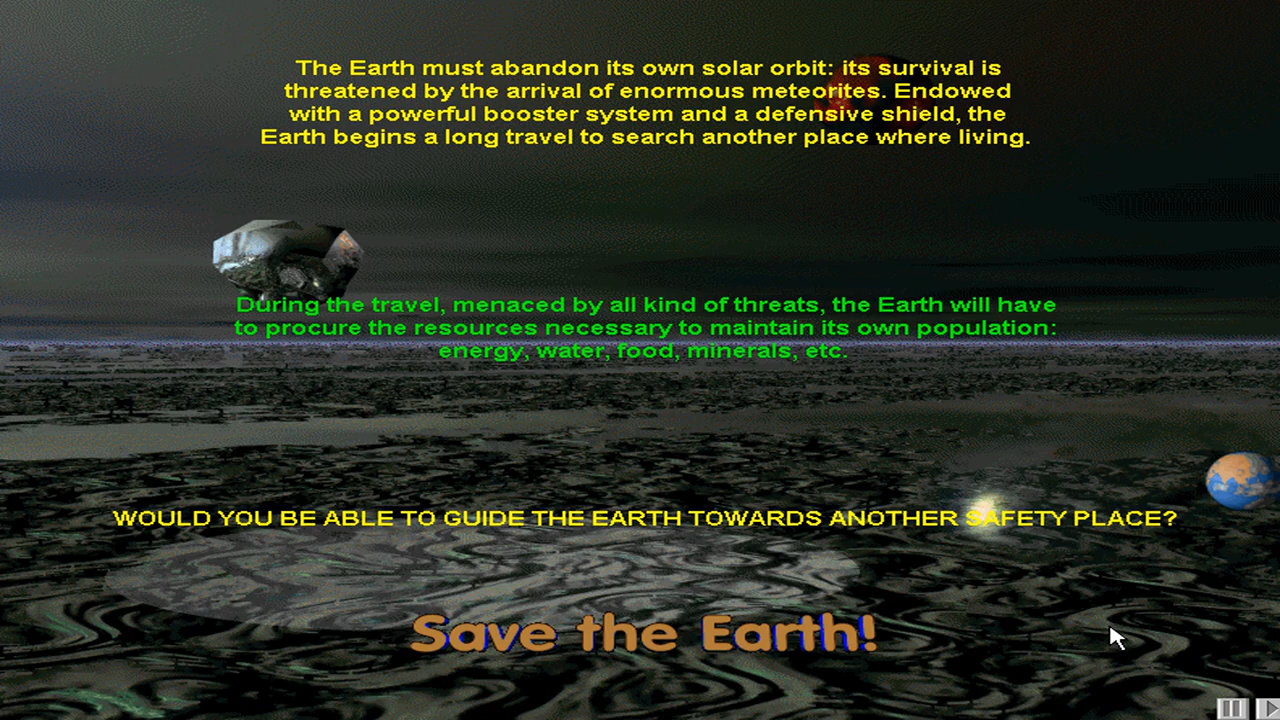 The Earth must abandon its own solar orbit: its survival is
threatened by the arrival of enormous meteorites. Endowed
with a powerful booster system and a defensive shield, the
Earth begins a long travel to search another place where living.
During the travel, menaced by all kind of threats, the Earth will have
to procure the resources necessary to maintain its own population:
energy, water, food, minerals, etc.
WOULD YOU BE ABLE TO GUIDE THE EARTH TOWARDS ANOTHER SAFETY PLACE?
Save the Earth!